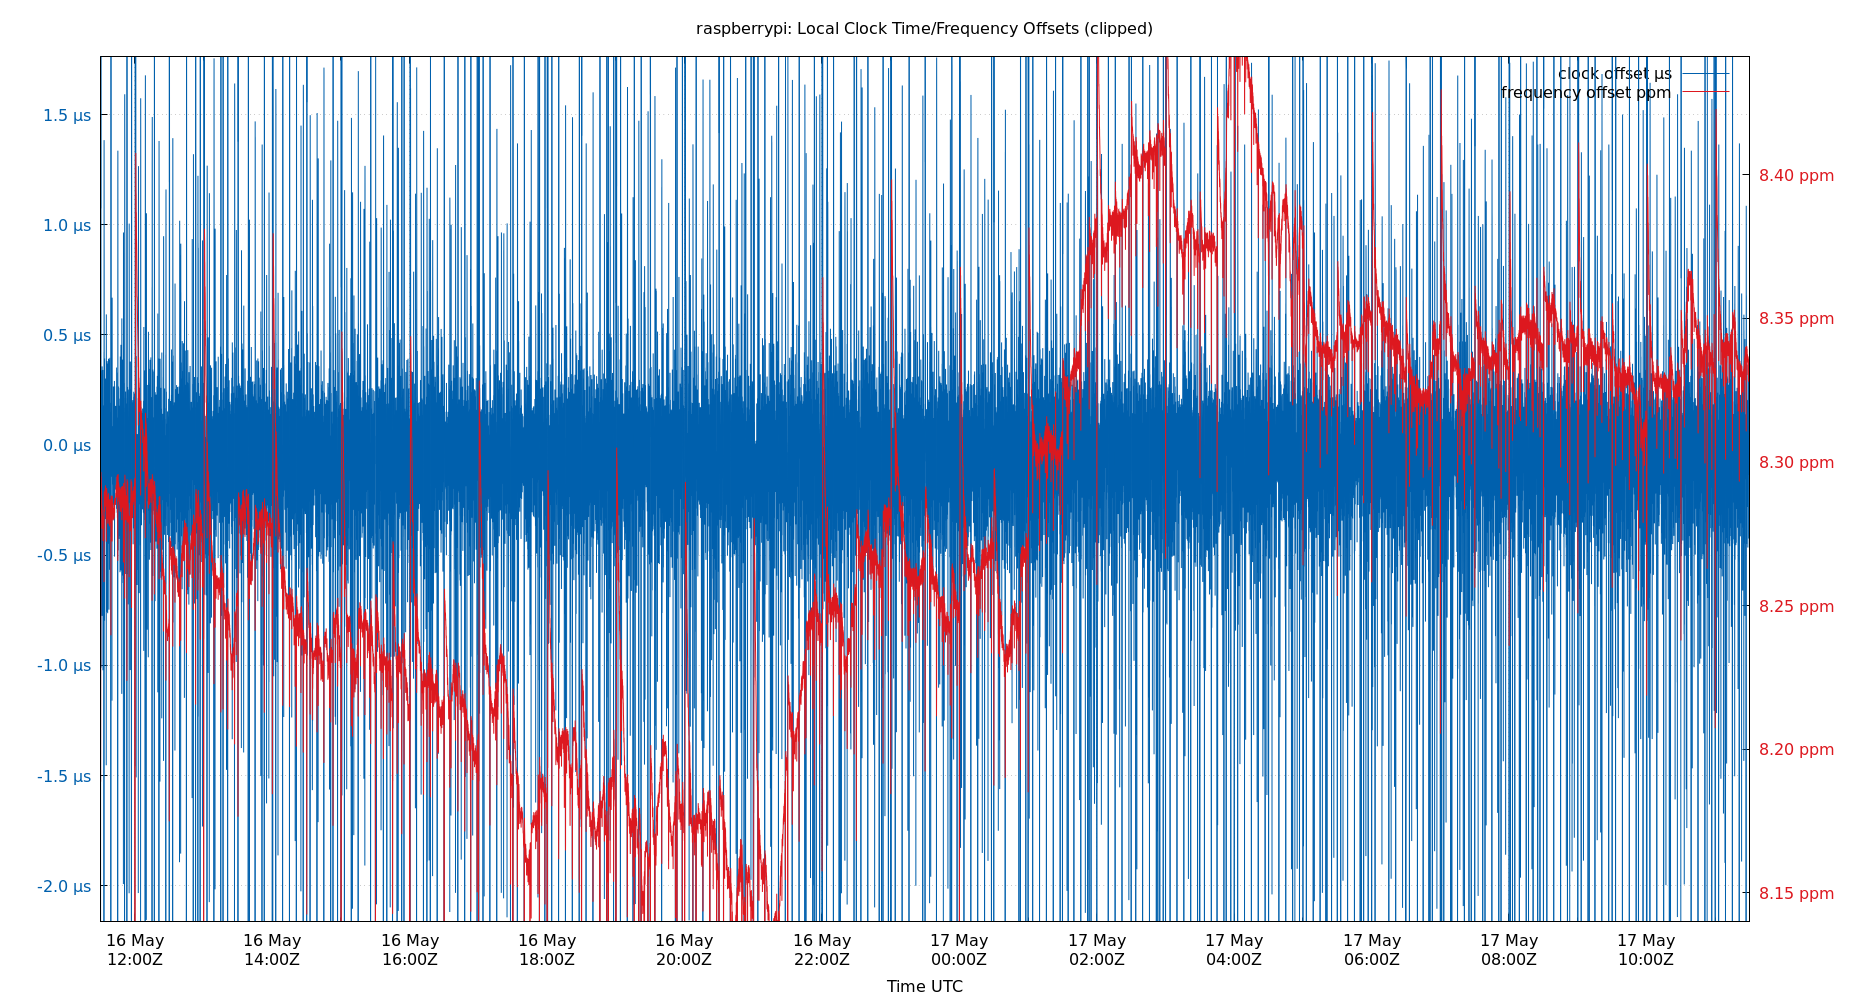 raspberrypi: Local Clock Time/Frequency Offsets (clipped)
clock offset µs
frequency offset ppm
1.5 µs
1.0 µs
0.5 µs
0.0 µs
-0.5 µs
-1.0 µs
-1.5 µs
-2.0 µs
8.40 ppm
8.35 ppm
8.30 ppm
8.25 ppm
8.20 ppm
8.15 ppm
16 May 16 May 16 May 16 May 16 May 16 May 17 May 17 May 17 May 17 May 17 May 17 May
12:00Z 14:00Z 16:00Z 18:00Z 20:00Z 22:00Z 00:00Z 02:00Z 04:00Z 06:00Z 08:00Z 10:00Z
Time UTC